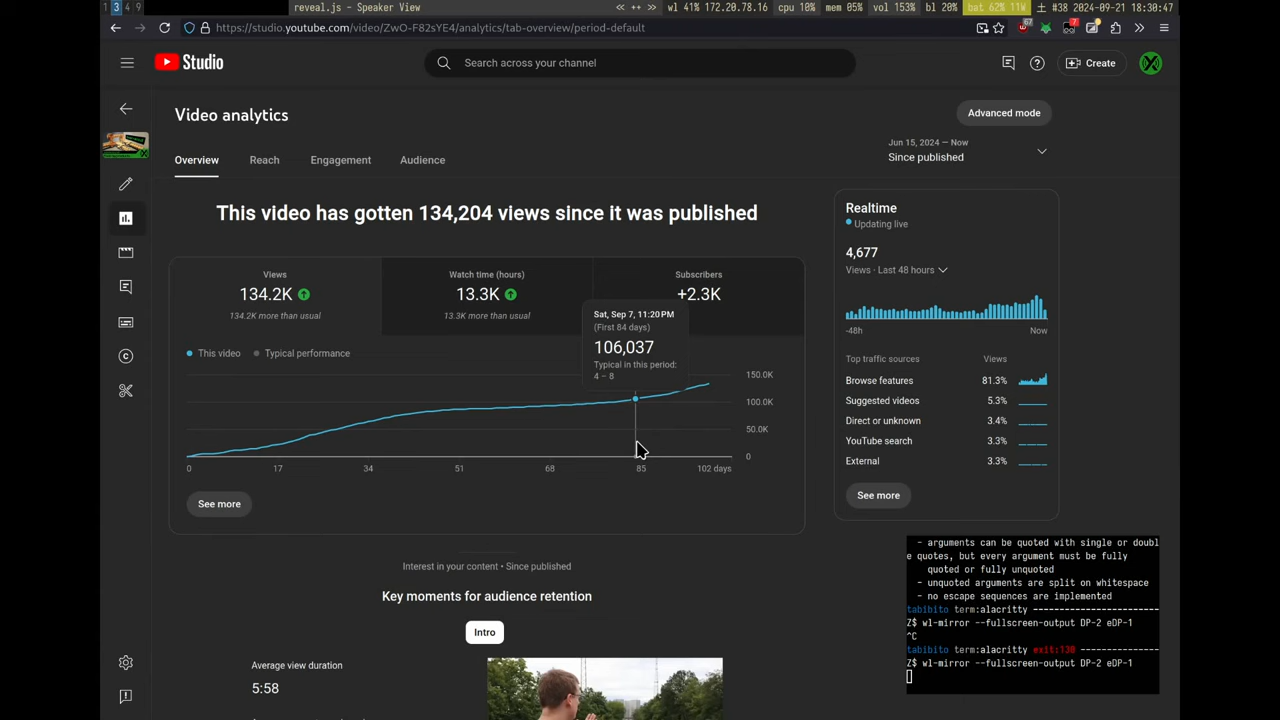 1 3 4 9
reveal.js - Speaker View
<< ++ >>
wl 41% 172.20.78.16
cpu 10%
mem 05%
vol 153%
bl 20%
bat 62% 11W
土 #38 2024-09-21 18:30:47
https://studio.youtube.com/video/ZwO-F82sYE4/analytics/tab-overview/period-default
67
7
Studio
Search across your channel
Create
Video analytics
Advanced mode
Jun 15, 2024 — Now
Since published
Overview
Reach
Engagement
Audience
This video has gotten 134,204 views since it was published
Views
134.2K
134.2K more than usual
Watch time (hours)
13.3K
13.3K more than usual
Subscribers
+2.3K
Sat, Sep 7, 11:20 PM
(First 84 days)
106,037
Typical in this period:
4 – 8
This video
Typical performance
150.0K
100.0K
50.0K
0
0 17 34 51 68 85 102 days
See more
Realtime
Updating live
4,677
Views · Last 48 hours
-48h
Now
Top traffic sources
Views
Browse features 81.3%
Suggested videos 5.3%
Direct or unknown 3.4%
YouTube search 3.3%
External 3.3%
See more
Interest in your content • Since published
Key moments for audience retention
Intro
Average view duration
5:58
- arguments can be quoted with single or doubl
e quotes, but every argument must be fully
quoted or fully unquoted
- unquoted arguments are split on whitespace
- no escape sequences are implemented
tabibito term:alacritty ------------------
Z$ wl-mirror --fullscreen-output DP-2 eDP-1
^C
tabibito term:alacritty exit:130 ---------
Z$ wl-mirror --fullscreen-output DP-2 eDP-1